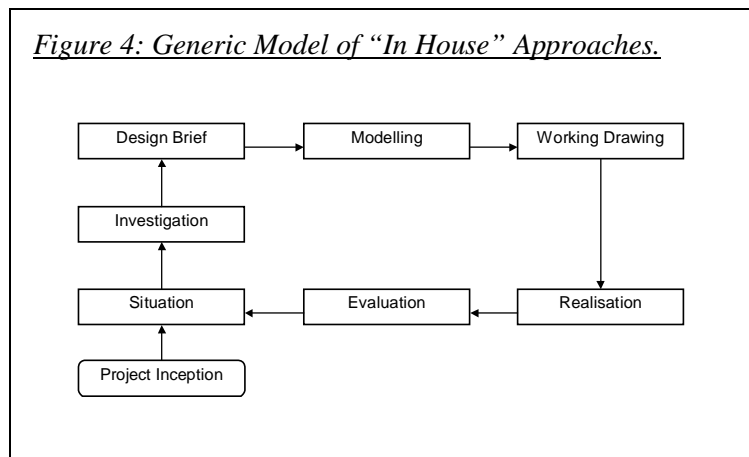 Figure 4: Generic Model of “In House” Approaches.
Design Brief
Modelling
Working Drawing
Investigation
Situation
Evaluation
Realisation
Project Inception